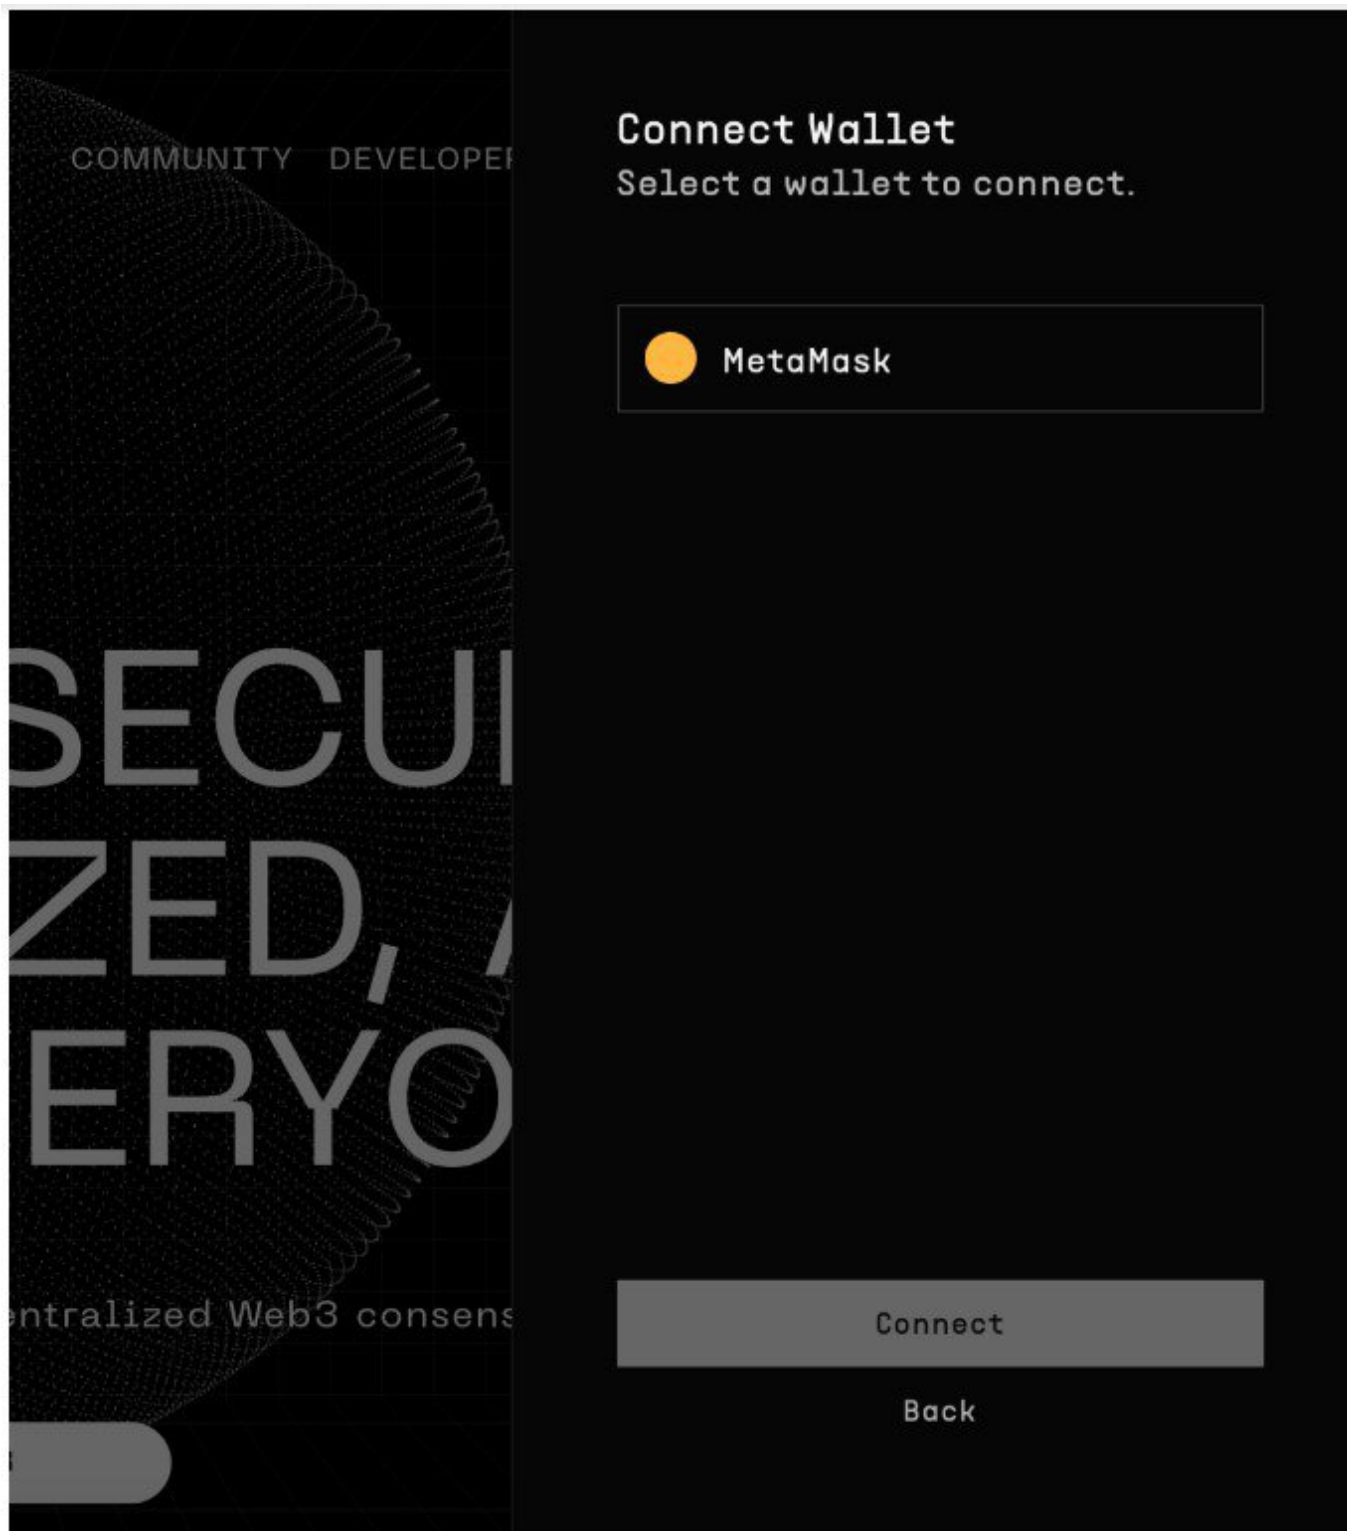 COMMUNITY DEVELOPER
SECU
ZED,
ERYO
entralized Web3 consens
Connect Wallet
Select a wallet to connect.
MetaMask
Connect
Back